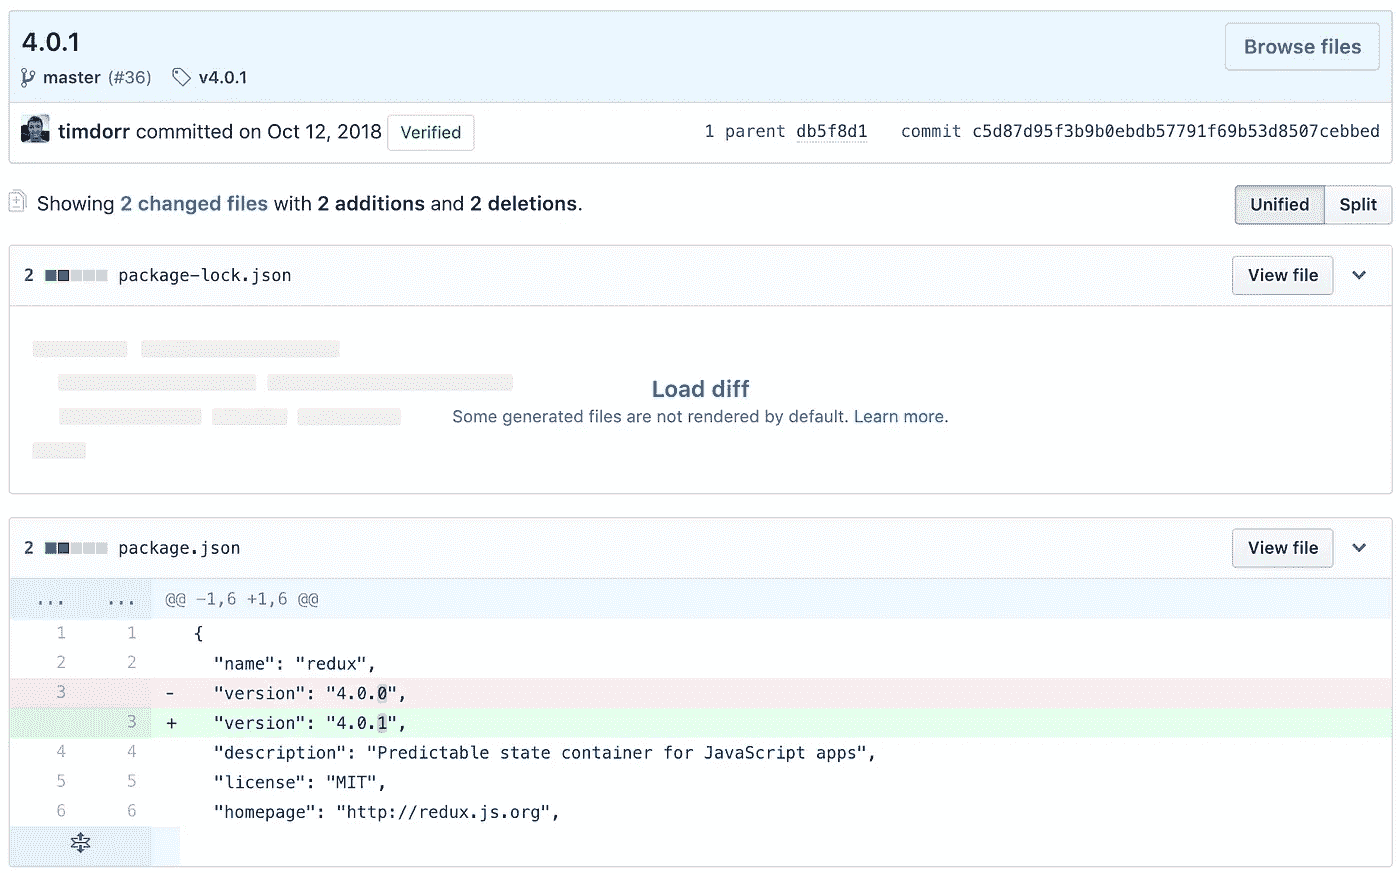 4.0.1
Browse files
master (#36) v4.0.1
timdorr committed on Oct 12, 2018 Verified 1 parent db5f8d1 commit c5d87d95f3b9b0ebdb57791f69b53d8507cebbed
Showing 2 changed files with 2 additions and 2 deletions. Unified Split
2 package-lock.json View file
Load diff
Some generated files are not rendered by default. Learn more.
2 package.json View file
... ... @@ -1,6 +1,6 @@
1 1 {
2 2 "name": "redux",
3 - "version": "4.0.0",
3 + "version": "4.0.1",
4 4 "description": "Predictable state container for JavaScript apps",
5 5 "license": "MIT",
6 6 "homepage": "http://redux.js.org",